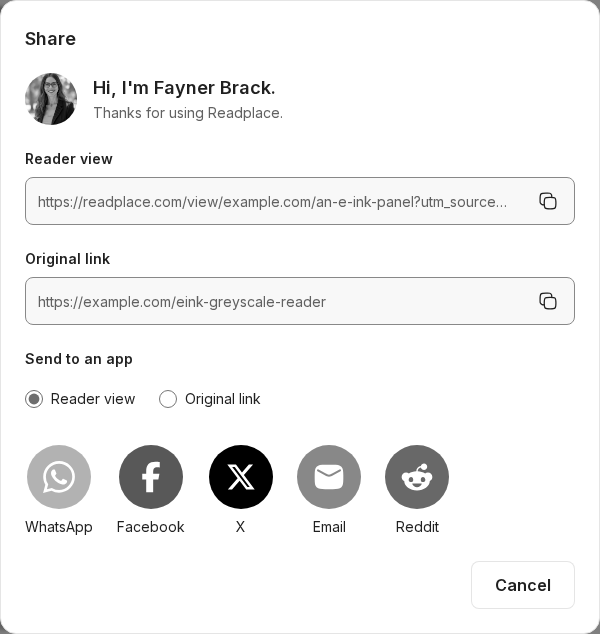 Share
Hi, I'm Fayner Brack.
Thanks for using Readplace.
Reader view
https://readplace.com/view/example.com/an-e-ink-panel?utm_source…
Original link
https://example.com/eink-greyscale-reader
Send to an app
Reader view Original link
WhatsApp Facebook X Email Reddit
Cancel